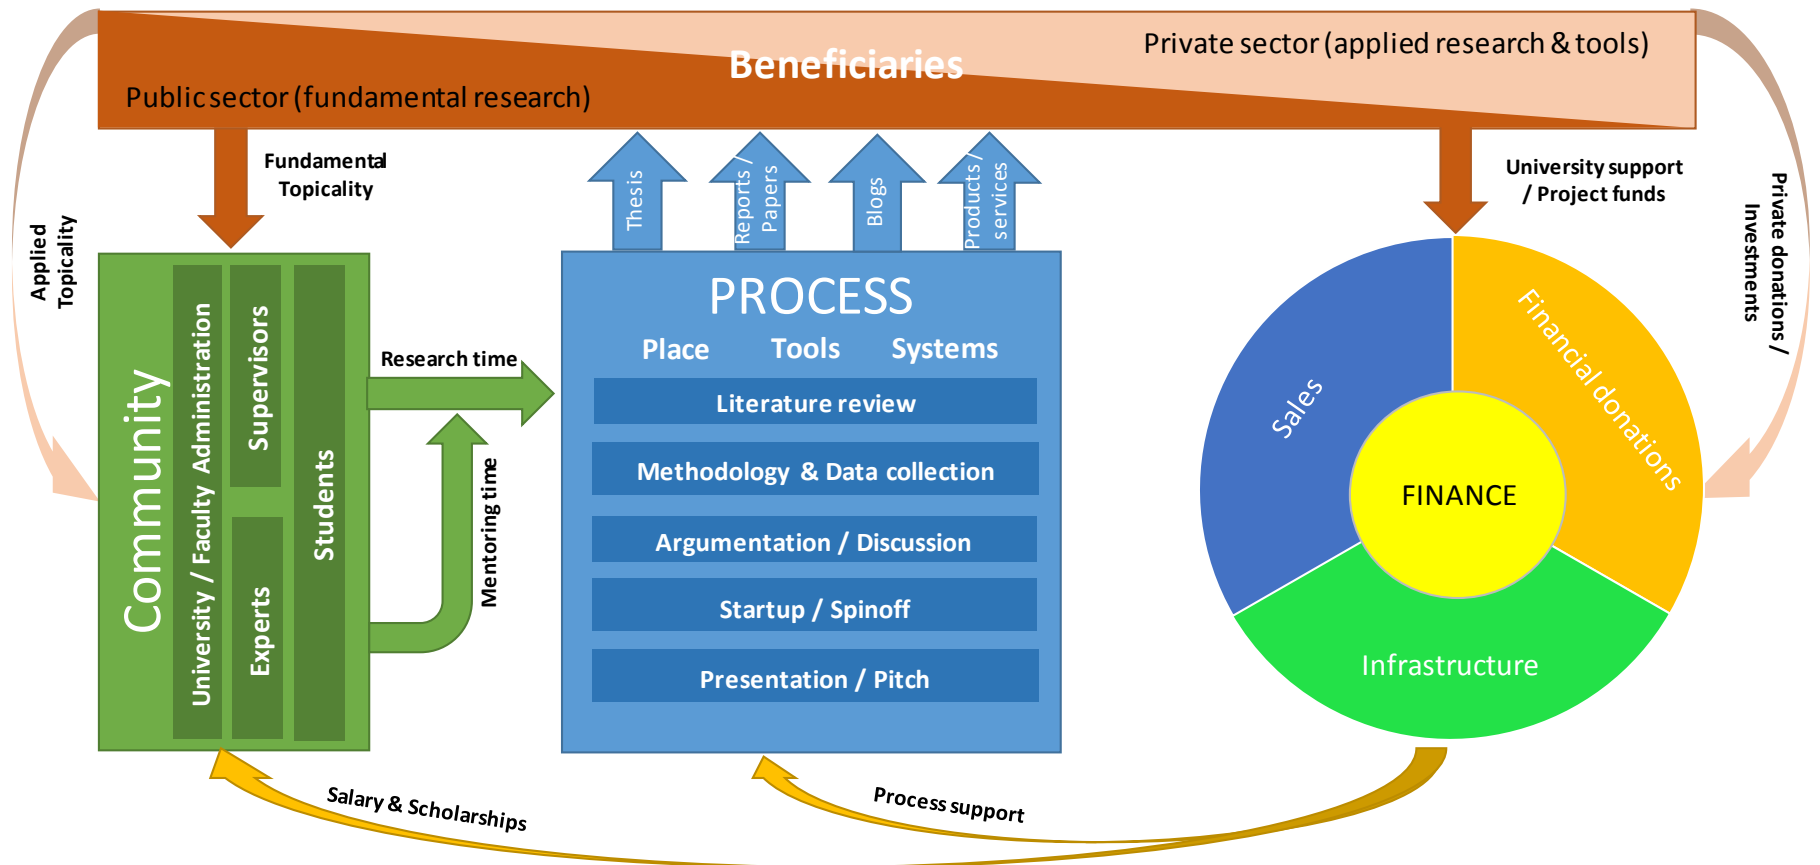 Private sector (applied research & tools)
Beneficiaries
Public sector (fundamental research)
Fundamental
Topicality
Applied
Topicality
Thesis
Reports /
Papers
Blogs
Products /
services
University support
/ Project funds
Private donations /
Investments
Community
University / Faculty Administration
Supervisors
Experts
Students
Research time
Mentoring time
PROCESS
Place Tools Systems
Literature review
Methodology & Data collection
Argumentation / Discussion
Startup / Spinoff
Presentation / Pitch
Sales
Financial donations
FINANCE
Infrastructure
Salary & Scholarships
Process support